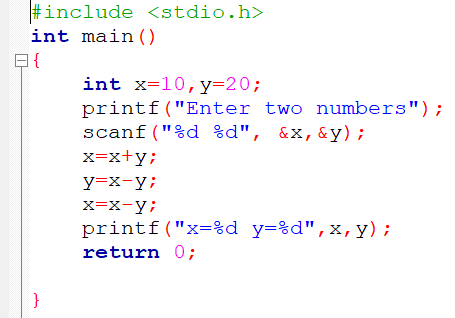 #include <stdio.h>
int main()
{
int x=10,y=20;
printf("Enter two numbers");
scanf("%d %d", &x,&y);
x=x+y;
y=x-y;
x=x-y;
printf("x=%d y=%d",x,y);
return 0;
}